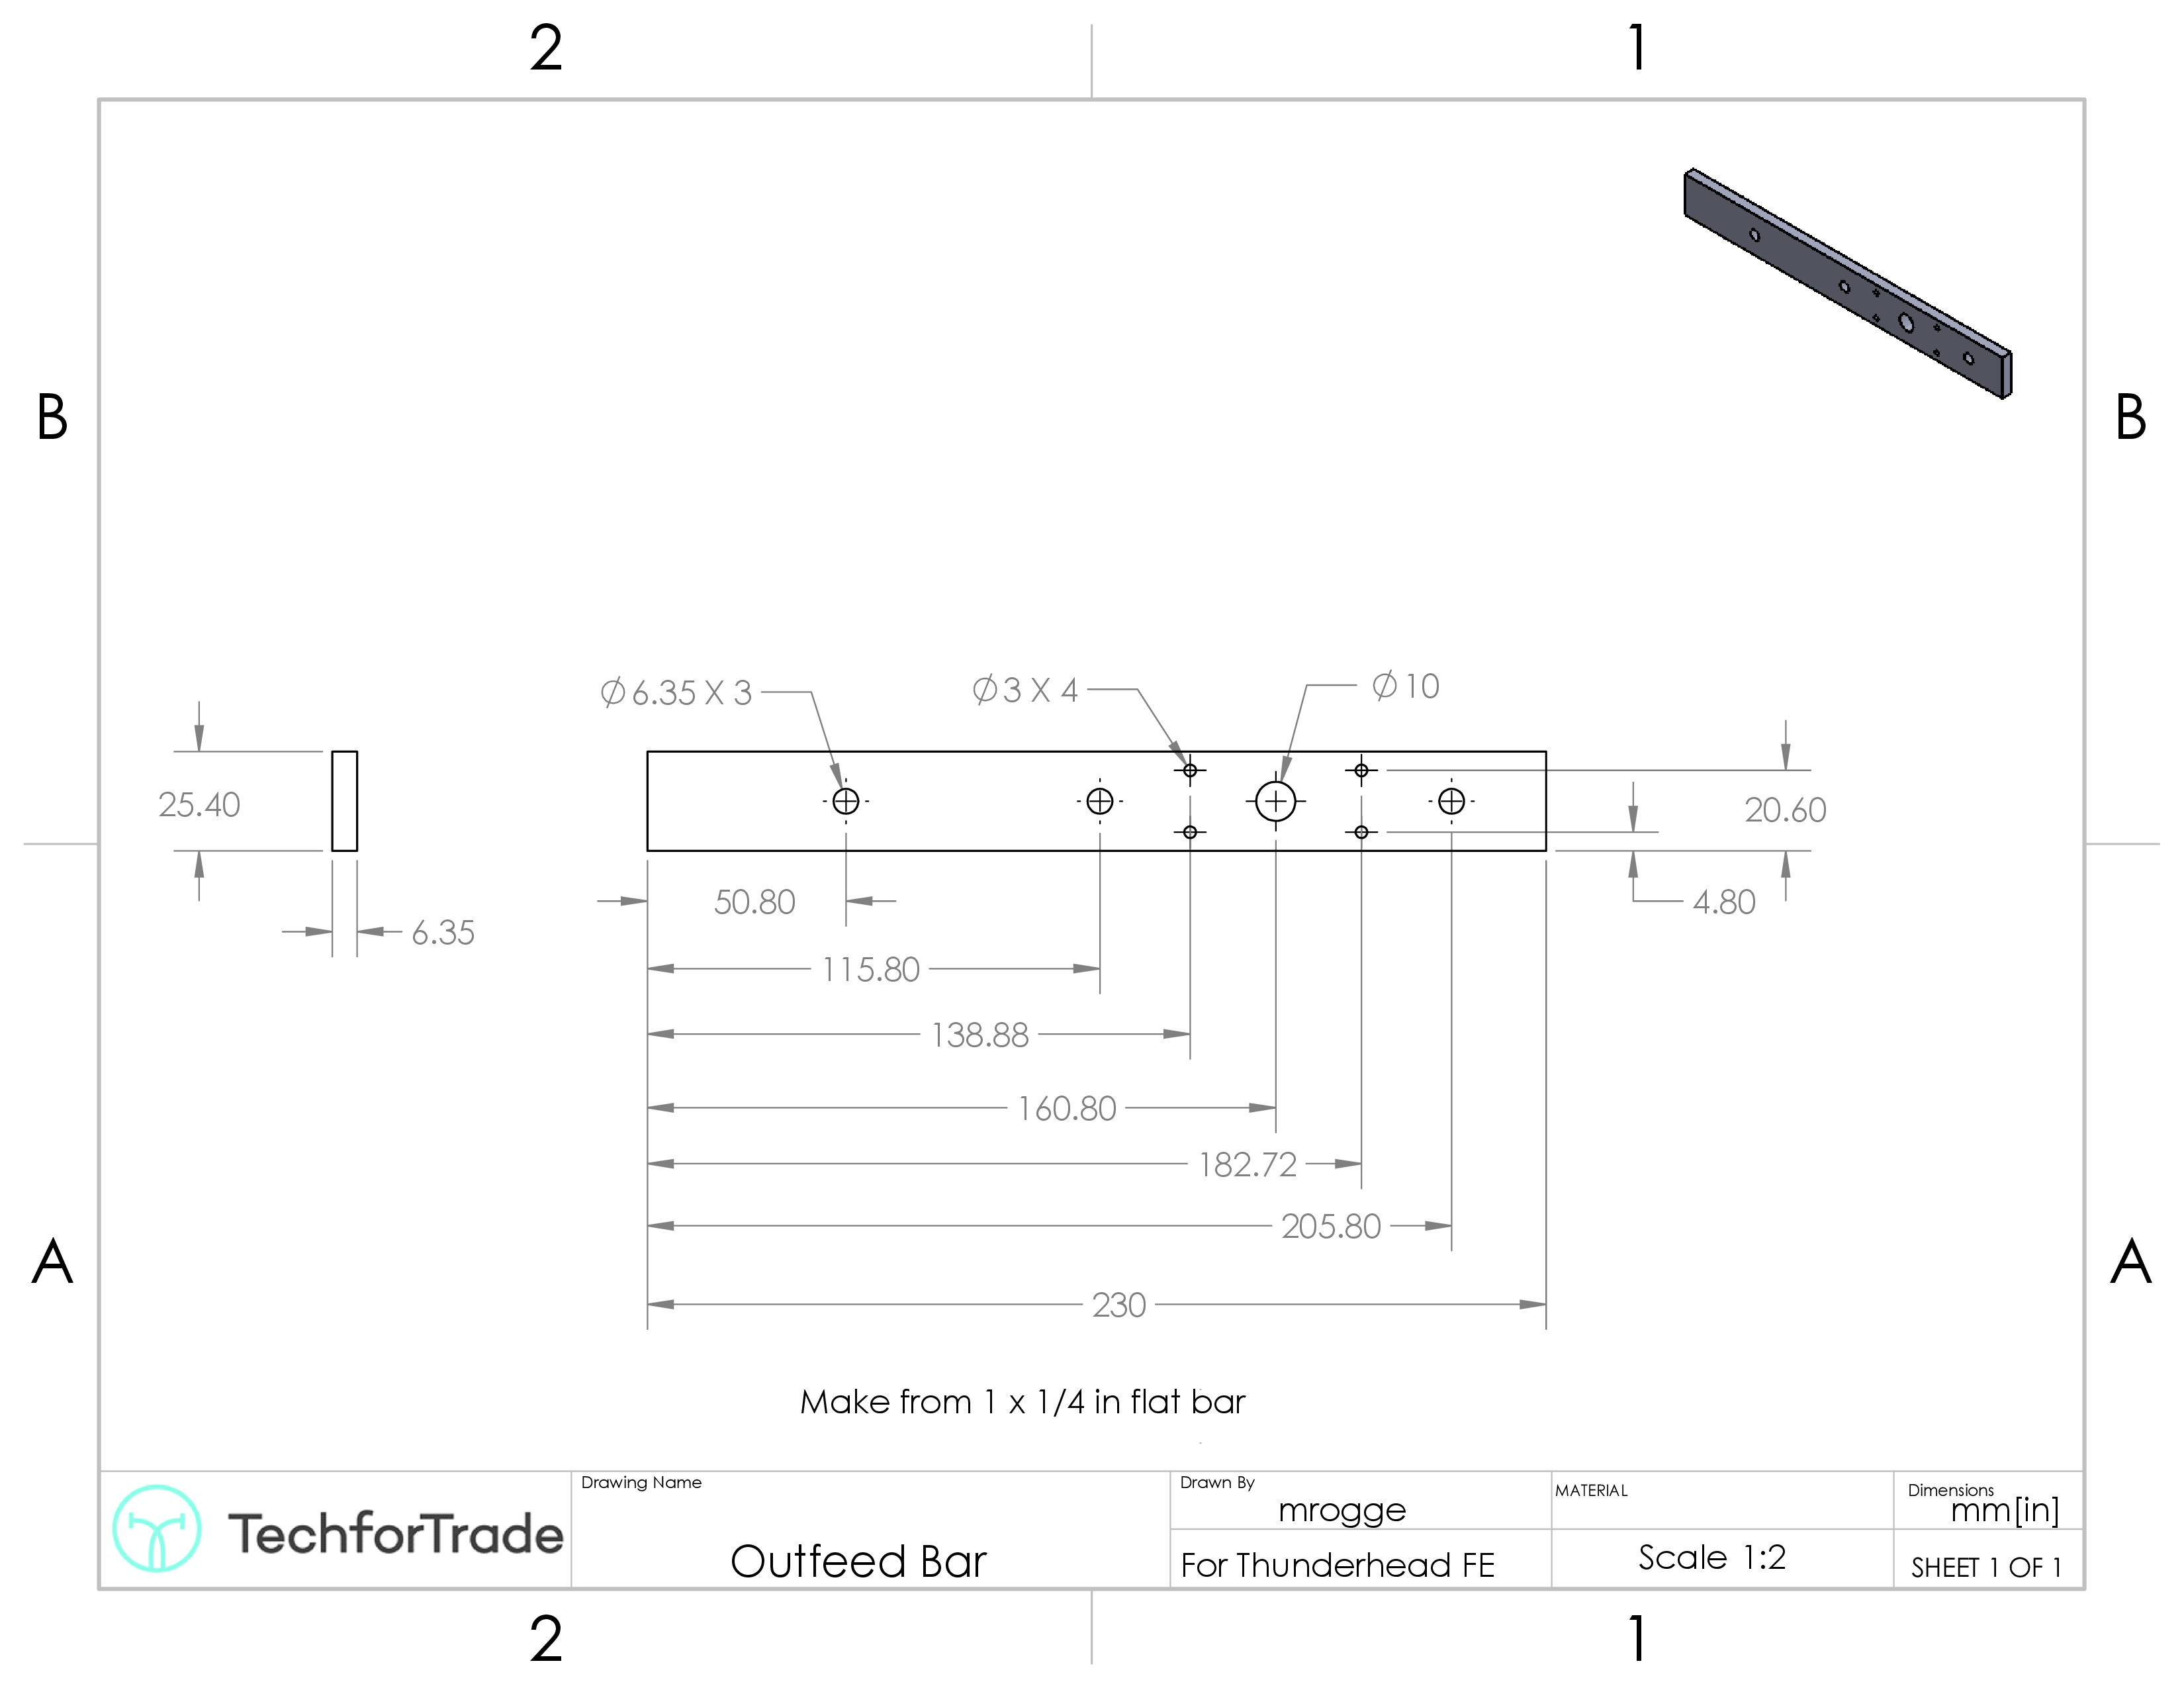 2 1
B B
⌀6.35 X 3 ⌀3 X 4 ⌀10
25.40 20.60
50.80 4.80
6.35
115.80
138.88
160.80
182.72
205.80
A A
230
Make from 1 x 1/4 in flat bar
TechforTrade
Drawing Name
Outfeed Bar
Drawn By
mrogge
For Thunderhead FE
MATERIAL
Scale 1:2
Dimensions
mm[in]
SHEET 1 OF 1
2 1